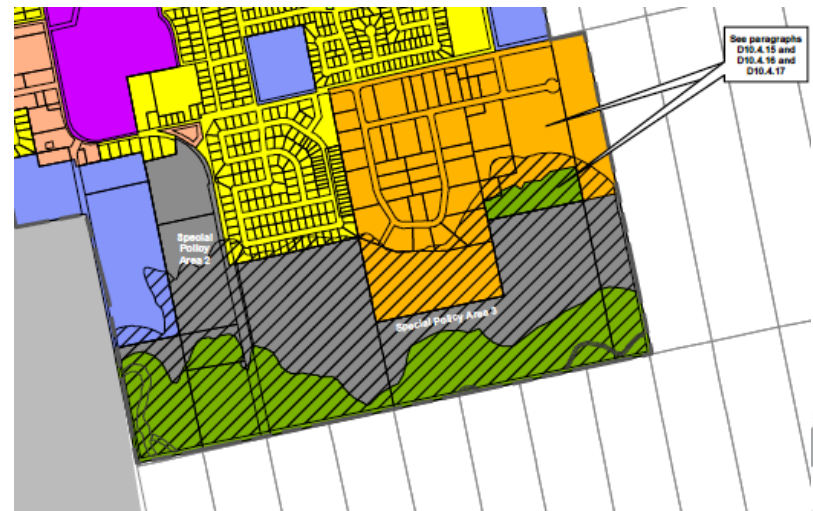 See paragraphs
D10.4.15 and
D10.4.16 and
D10.4.17
Special
Policy
Area 2
Special Policy Area 3